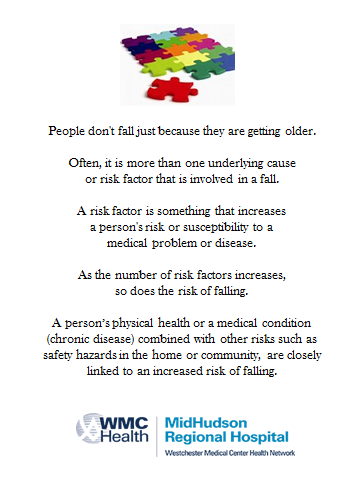 People don't fall just because they are getting older.
Often, it is more than one underlying cause
or risk factor that is involved in a fall.
A risk factor is something that increases
a person's risk or susceptibility to a
medical problem or disease.
As the number of risk factors increases,
so does the risk of falling.
A person's physical health or a medical condition
(chronic disease) combined with other risks such as
safety hazards in the home or community, are closely
linked to an increased risk of falling.
WMC
Health
MidHudson
Regional Hospital
Westchester Medical Center Health Network